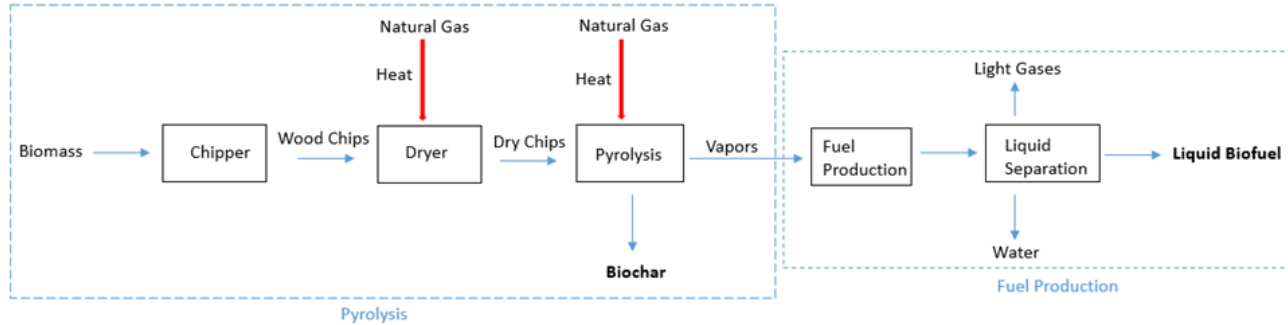 Natural Gas
Natural Gas
Heat
Heat
Light Gases
Biomass
Chipper
Wood Chips
Dryer
Dry Chips
Pyrolysis
Vapors
Fuel
Production
Liquid
Separation
Liquid Biofuel
Biochar
Water
Pyrolysis
Fuel Production